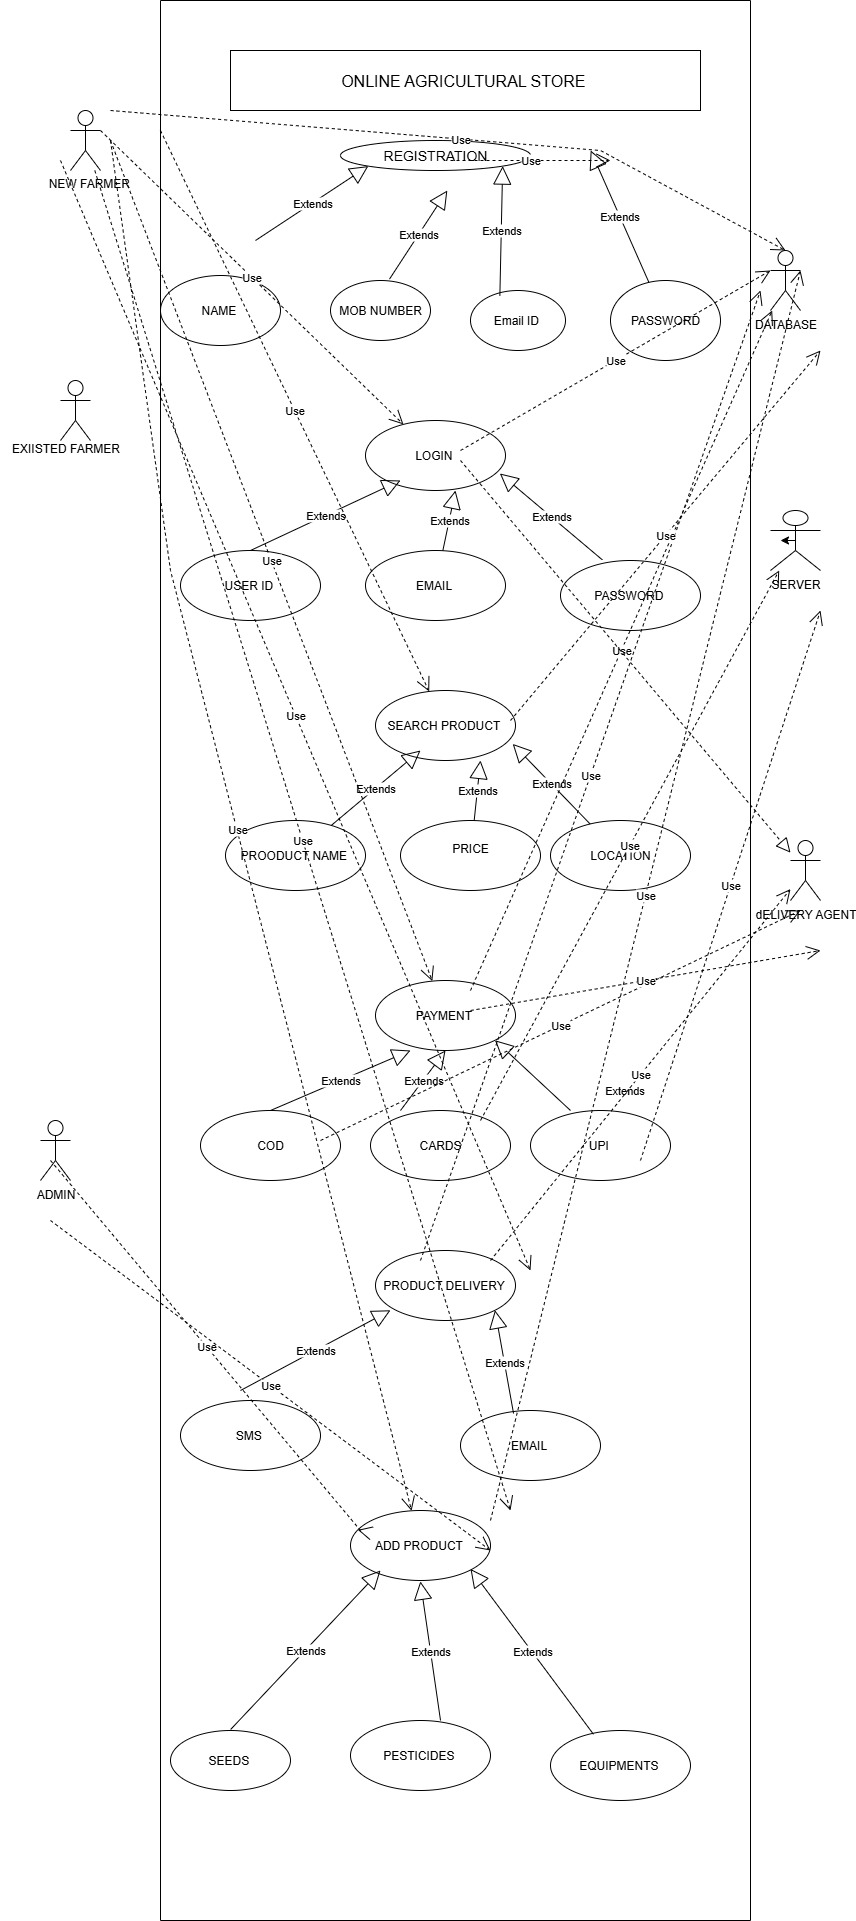 ONLINE AGRICULTURAL STORE
Use
REGISTRATION
Use
NEW FARMER
Extends
Extends
Extends
Extends
Use
NAME
MOB NUMBER
Email ID
PASSWORD
DATABASE
Use
Use
EXIISTED FARMER
LOGIN
Extends
Extends
Extends
Use
Use
USER ID
EMAIL
PASSWORD
SERVER
Use
Use
SEARCH PRODUCT
Use
Extends
Extends
Extends
Use
Use
Use
PROODUCT NAME
PRICE
LOCATION
Use
Use
dELIVERY AGENT
Use
PAYMENT
Use
Use
Extends
Extends
Extends
COD
CARDS
UPI
ADMIN
PRODUCT DELIVERY
Use
Extends
Extends
Use
SMS
EMAIL
ADD PRODUCT
Extends
Extends
Extends
SEEDS
PESTICIDES
EQUIPMENTS